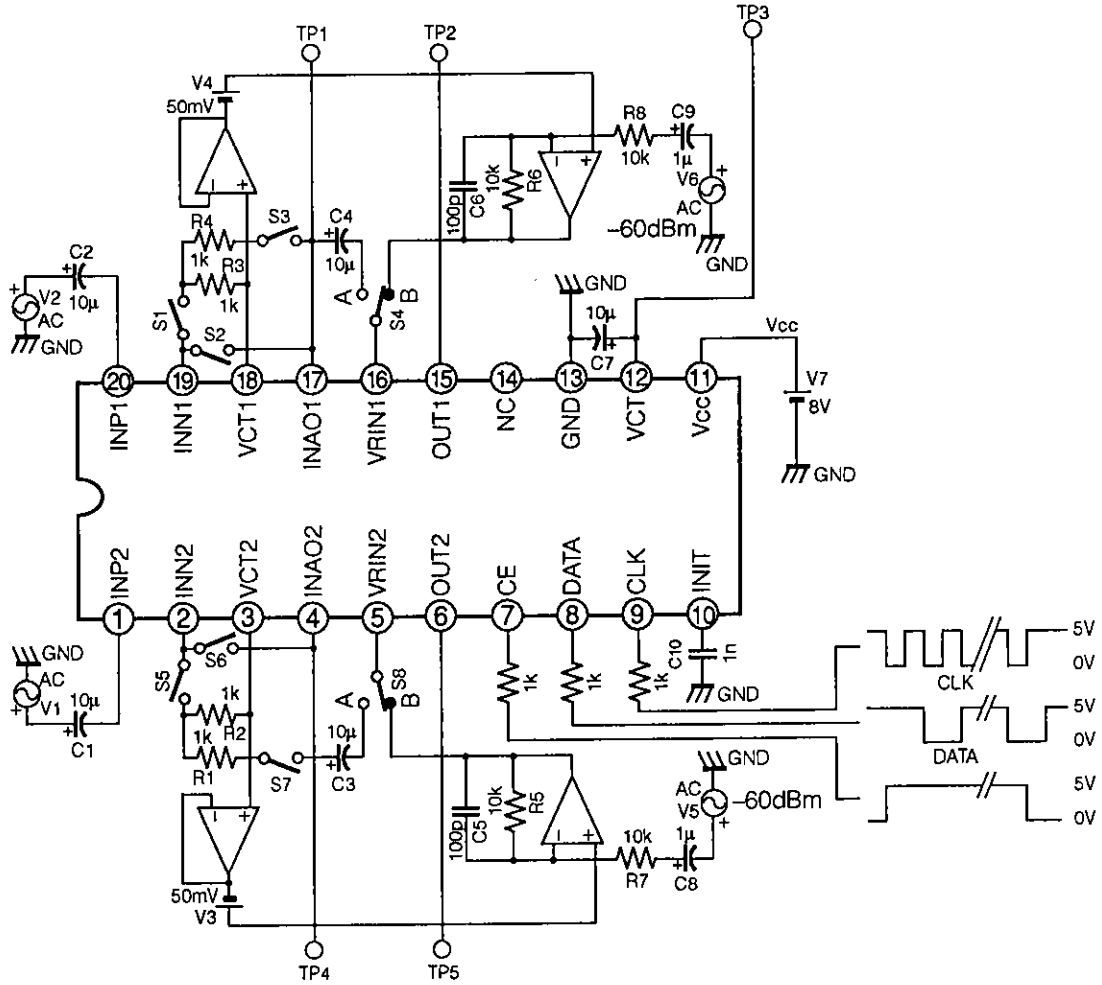 TP1
TP2
TP3
V4
50mV
R8
10k
C9
1μ
V6
AC
−60dBm
GND
C6
100p
10k
R6
R4
1k
S3
C4
10μ
R3
1k
A
B
S4
C2
10μ
V2
AC
GND
S1
S2
GND
10μ
C7
Vcc
V7
8V
GND
20
19
18
17
16
15
14
13
12
11
INP1
INN1
VCT1
INAO1
VRIN1
OUT1
NC
GND
VCT
Vcc
INP2
INN2
VCT2
INAO2
VRIN2
OUT2
CE
DATA
CLK
INIT
1
2
3
4
5
6
7
8
9
10
GND
AC
V1
10μ
C1
S5
S6
1k
R2
1k
R1
S7
10μ
C3
S8
A
B
1k
1k
1k
C10
1n
GND
5V
0V
CLK
5V
0V
DATA
5V
0V
C5
100p
10k
R5
10k
R7
1μ
C8
GND
AC
V5
−60dBm
50mV
V3
TP4
TP5
− +
− +
− +
− +